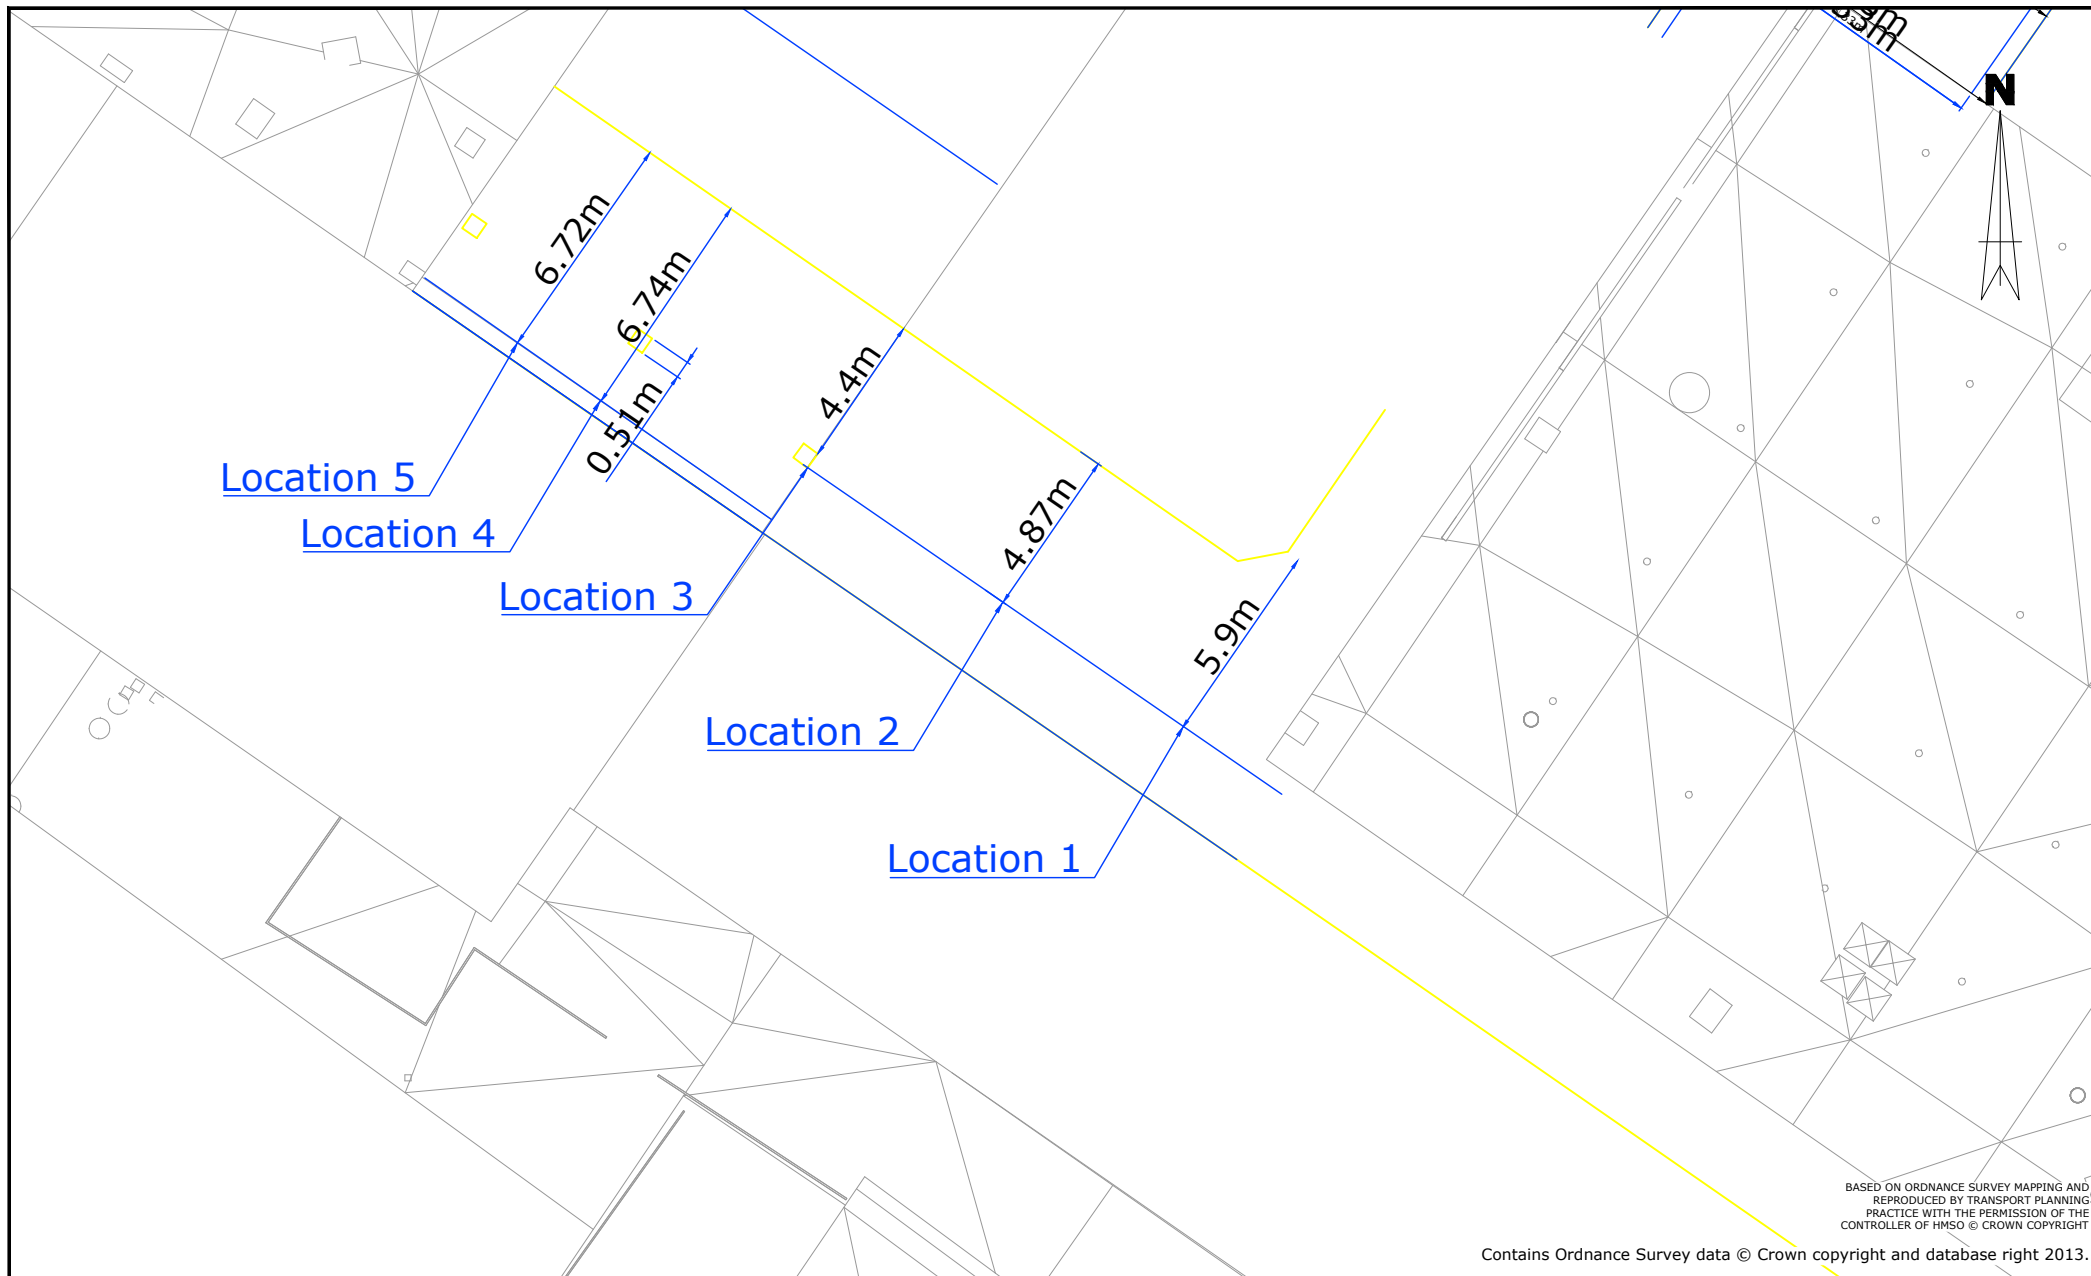 N
6.72m
6.74m
4.4m
0.51m
4.87m
5.9m
Location 5
Location 4
Location 3
Location 2
Location 1
BASED ON ORDNANCE SURVEY MAPPING AND
REPRODUCED BY TRANSPORT PLANNING
PRACTICE WITH THE PERMISSION OF THE
CONTROLLER OF HMSO © CROWN COPYRIGHT
Contains Ordnance Survey data © Crown copyright and database right 2013.